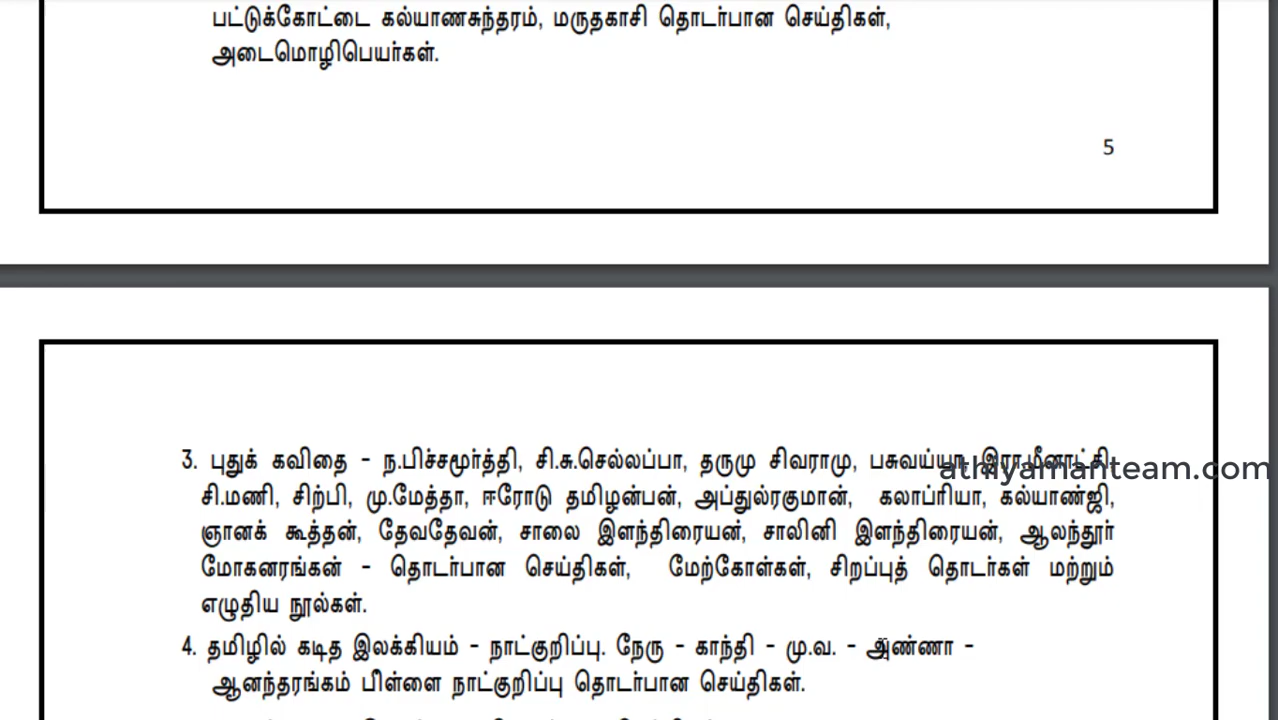 பட்டுக்கோட்டை கல்யாணசுந்தரம், மருதகாசி தொடர்பான செய்திகள்,
அடைமொழிபெயர்கள்.
5
3. புதுக் கவிதை - ந.பிச்சமூர்த்தி, சி.சு.செல்லப்பா, தருமு சிவராமு, பசுவய்யா, இரா.மீனாட்சி,
athiyamanteam.com
சி.மணி, சிற்பி, மு.மேத்தா, ஈரோடு தமிழன்பன், அப்துல்ரகுமான், கலாப்ரியா, கல்யாண்ஜி,
ஞானக் கூத்தன், தேவதேவன், சாலை இளந்திரையன், சாலினி இளந்திரையன், ஆலந்தூர்
மோகனரங்கன் - தொடர்பான செய்திகள், மேற்கோள்கள், சிறப்புத் தொடர்கள் மற்றும்
எழுதிய நூல்கள்.
4. தமிழில் கடித இலக்கியம் - நாட்குறிப்பு. நேரு - காந்தி - மு.வ. - அண்ணா -
ஆனந்தரங்கம் பிள்ளை நாட்குறிப்பு தொடர்பான செய்திகள்.